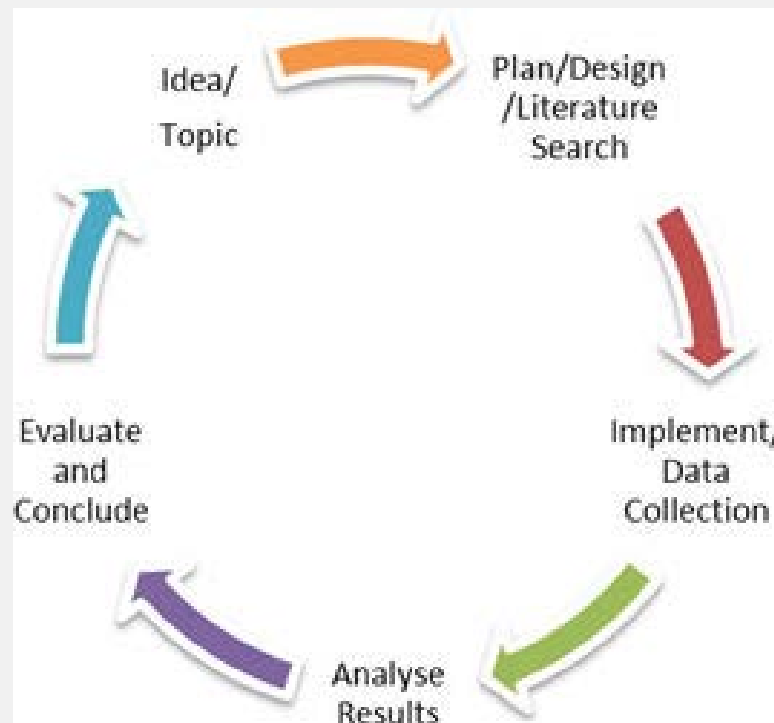 Idea/
Topic
Plan/Design
/Literature
Search
Implement/
Data
Collection
Analyse
Results
Evaluate
and
Conclude